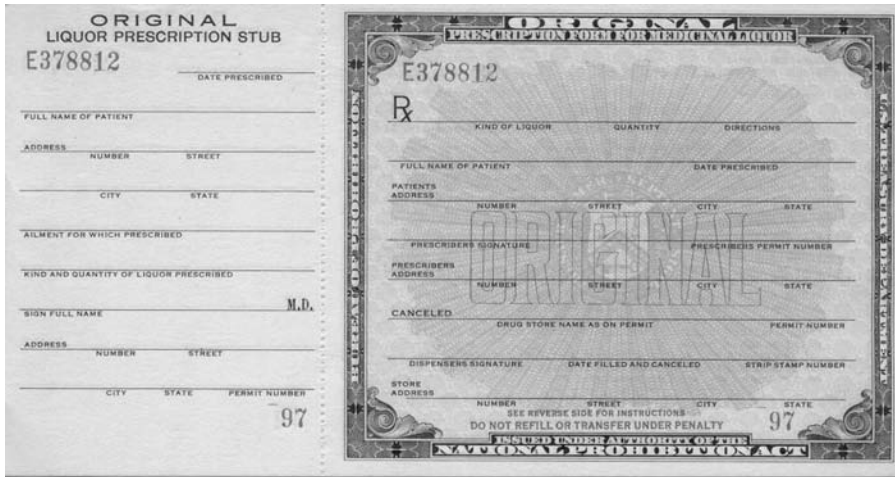 ORIGINAL
LIQUOR PRESCRIPTION STUB
E378812
DATE PRESCRIBED
FULL NAME OF PATIENT
ADDRESS
NUMBER STREET
CITY STATE
AILMENT FOR WHICH PRESCRIBED
KIND AND QUANTITY OF LIQUOR PRESCRIBED
M.D.
SIGN FULL NAME
ADDRESS
NUMBER STREET
CITY STATE PERMIT NUMBER
97
ORIGINAL
PRESCRIPTION FORM FOR MEDICINAL LIQUOR
E378812
Rx
KIND OF LIQUOR QUANTITY DIRECTIONS
FULL NAME OF PATIENT DATE PRESCRIBED
PATIENTS
ADDRESS
NUMBER STREET CITY STATE
ORIGINAL
PRESCRIBERS SIGNATURE PRESCRIBERS PERMIT NUMBER
PRESCRIBERS
ADDRESS
NUMBER STREET CITY STATE
CANCELED
DRUG STORE NAME AS ON PERMIT PERMIT NUMBER
DISPENSERS SIGNATURE DATE FILLED AND CANCELED STRIP STAMP NUMBER
STORE
ADDRESS
NUMBER STREET CITY STATE
SEE REVERSE SIDE FOR INSTRUCTIONS
DO NOT REFILL OR TRANSFER UNDER PENALTY
97
ISSUED UNDER AUTHORITY OF THE
NATIONAL PROHIBITION ACT